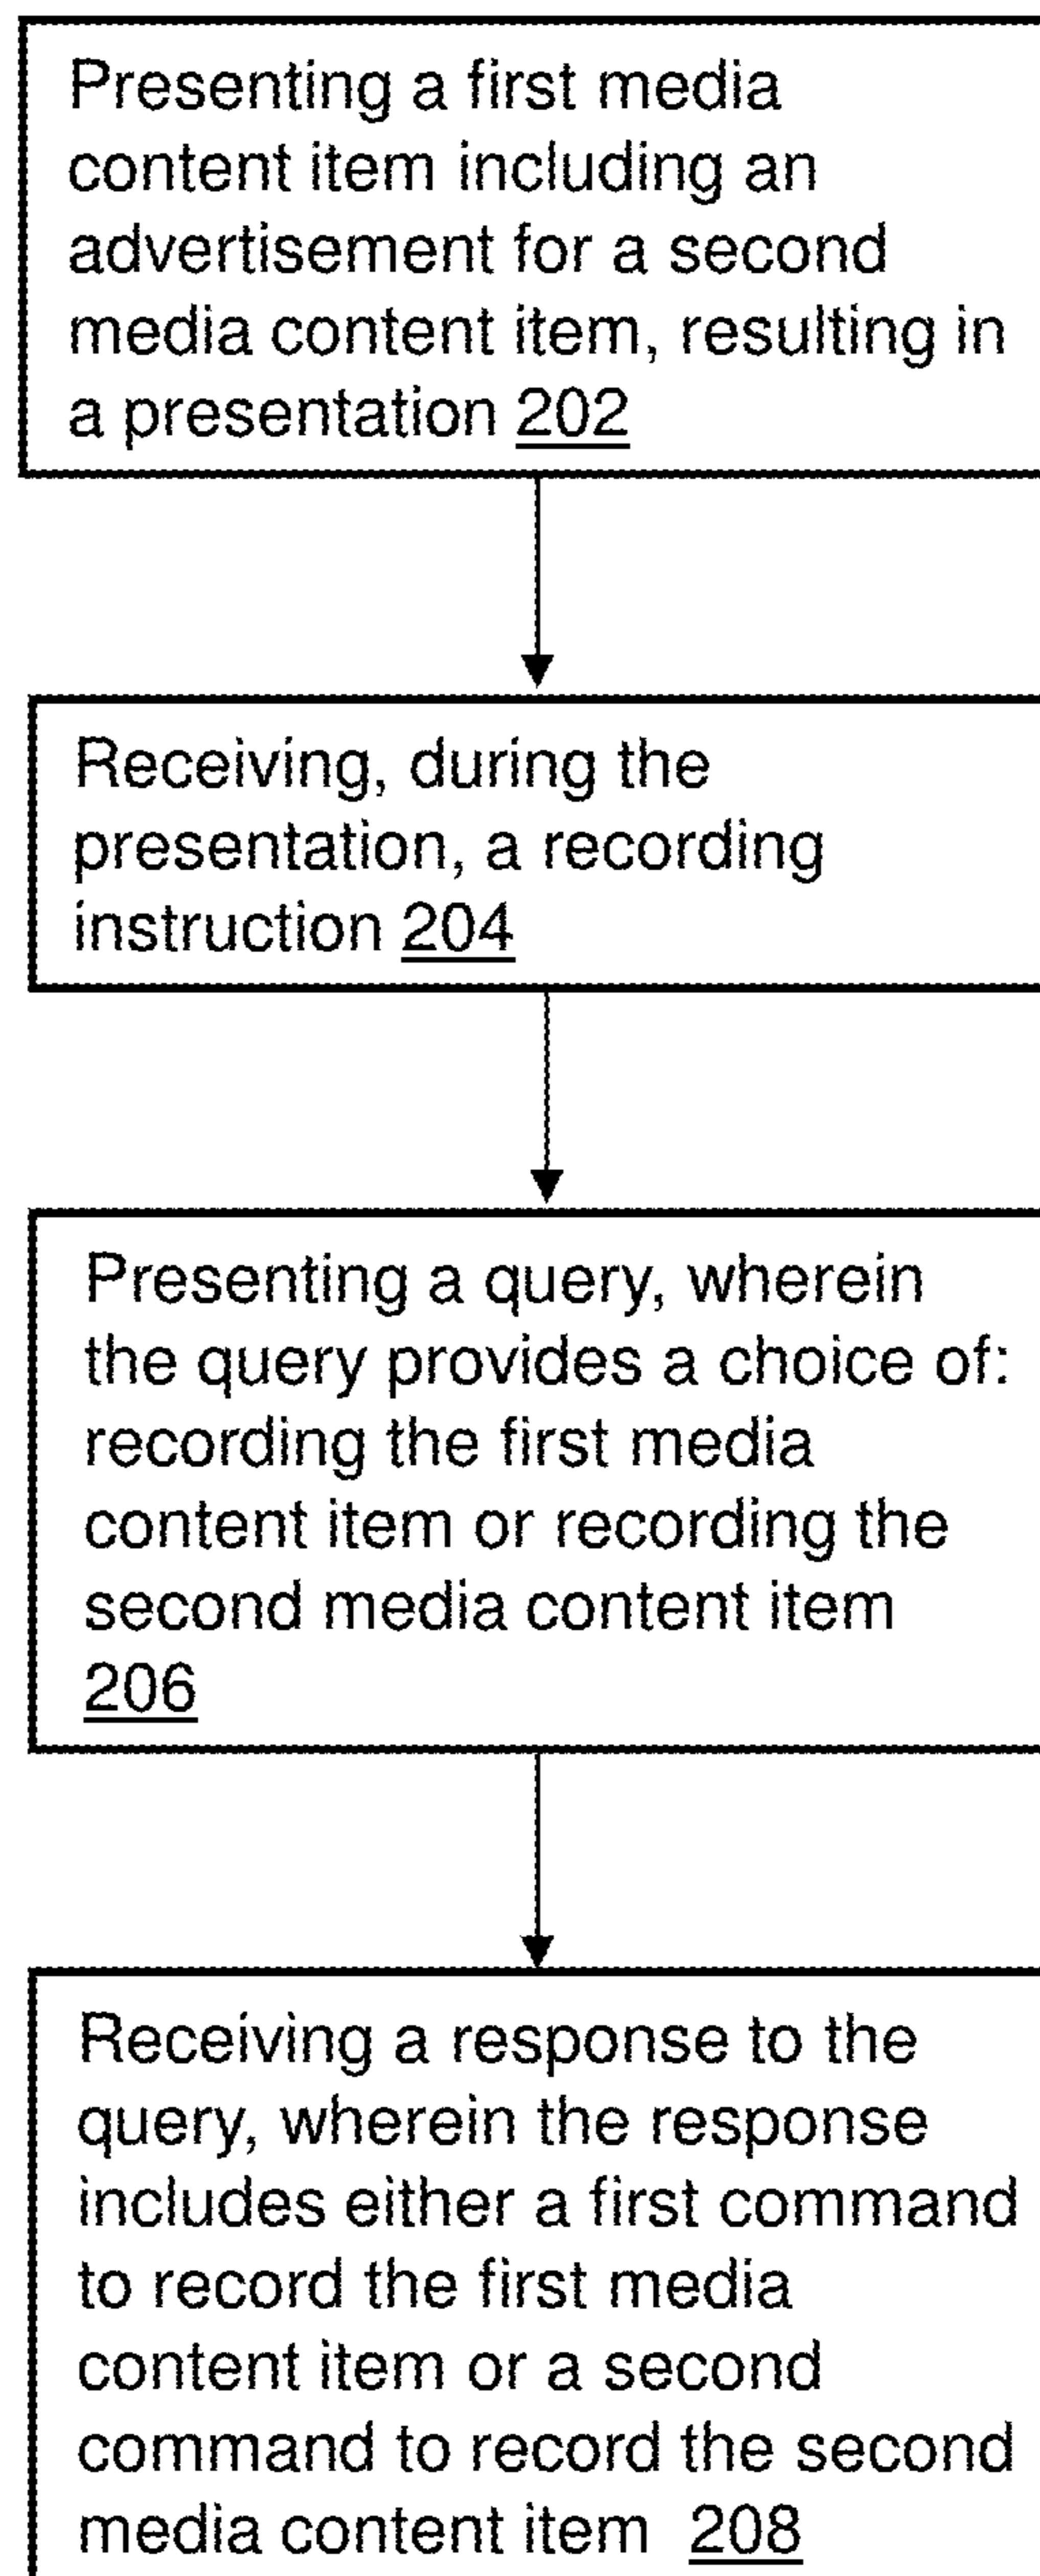 Presenting a first media
content item including an
advertisement for a second
media content item, resulting in
a presentation 202
Receiving, during the
presentation, a recording
instruction 204
Presenting a query, wherein
the query provides a choice of:
recording the first media
content item or recording the
second media content item
206
Receiving a response to the
query, wherein the response
includes either a first command
to record the first media
content item or a second
command to record the second
media content item 208